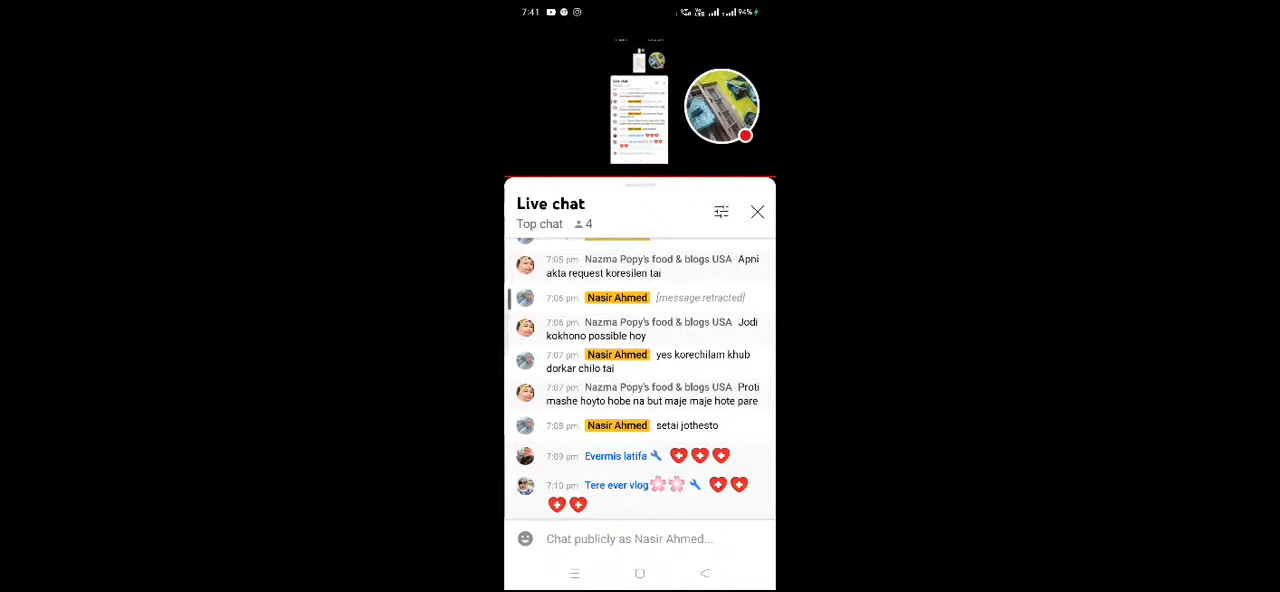 7:41
94%
Live chat
Top chat 4
7:05 pm Nazma Popy's food & blogs USA Apni
akta request koresilen tai
7:06 pm Nasir Ahmed [message retracted]
7:06 pm Nazma Popy's food & blogs USA Jodi
kokhono possible hoy
7:07 pm Nasir Ahmed yes korechilam khub
dorkar chilo tai
7:07 pm Nazma Popy's food & blogs USA Proti
mashe hoyto hobe na but maje maje hote pare
7:08 pm Nasir Ahmed setai jothesto
7:09 pm Evermis latifa
7:10 pm Tere ever vlog
Chat publicly as Nasir Ahmed...